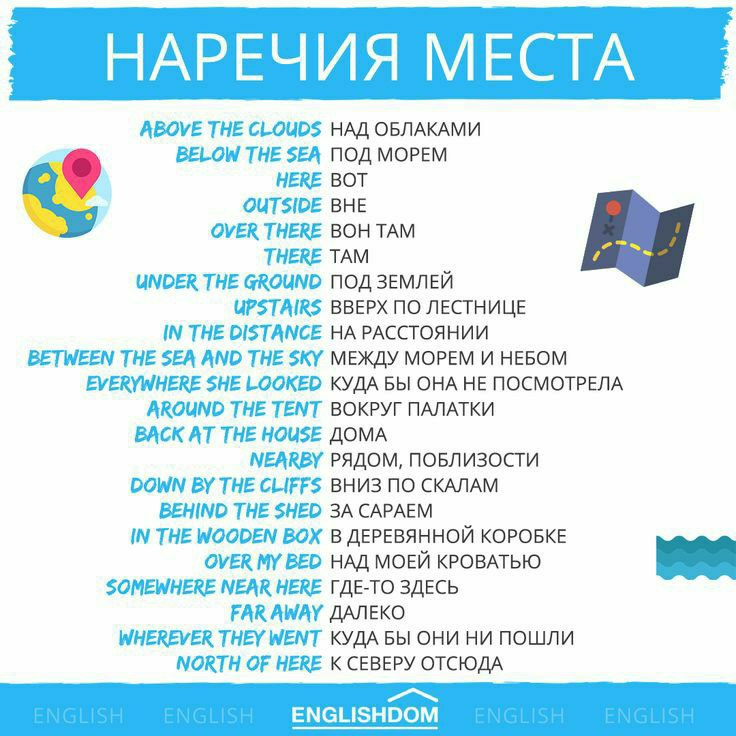 НАРЕЧИЯ МЕСТА
ABOVE THE CLOUDS НАД ОБЛАКАМИ
BELOW THE SEA ПОД МОРЕМ
HERE ВОТ
OUTSIDE ВНЕ
OVER THERE ВОН ТАМ
THERE ТАМ
UNDER THE GROUND ПОД ЗЕМЛЕЙ
UPSTAIRS ВВЕРХ ПО ЛЕСТНИЦЕ
IN THE DISTANCE НА РАССТОЯНИИ
BETWEEN THE SEA AND THE SKY МЕЖДУ МОРЕМ И НЕБОМ
EVERYWHERE SHE LOOKED КУДА БЫ ОНА НЕ ПОСМОТРЕЛА
AROUND THE TENT ВОКРУГ ПАЛАТКИ
BACK AT THE HOUSE ДОМА
NEARBY РЯДОМ, ПОБЛИЗОСТИ
DOWN BY THE CLIFFS ВНИЗ ПО СКАЛАМ
BEHIND THE SHED ЗА САРАЕМ
IN THE WOODEN BOX В ДЕРЕВЯННОЙ КОРОБКЕ
OVER MY BED НАД МОЕЙ КРОВАТЬЮ
SOMEWHERE NEAR HERE ГДЕ-ТО ЗДЕСЬ
FAR AWAY ДАЛЕКО
WHEREVER THEY WENT КУДА БЫ ОНИ НИ ПОШЛИ
NORTH OF HERE К СЕВЕРУ ОТСЮДА
ENGLISH ENGLISH ENGLISHDOM ENGLISH ENGLISH